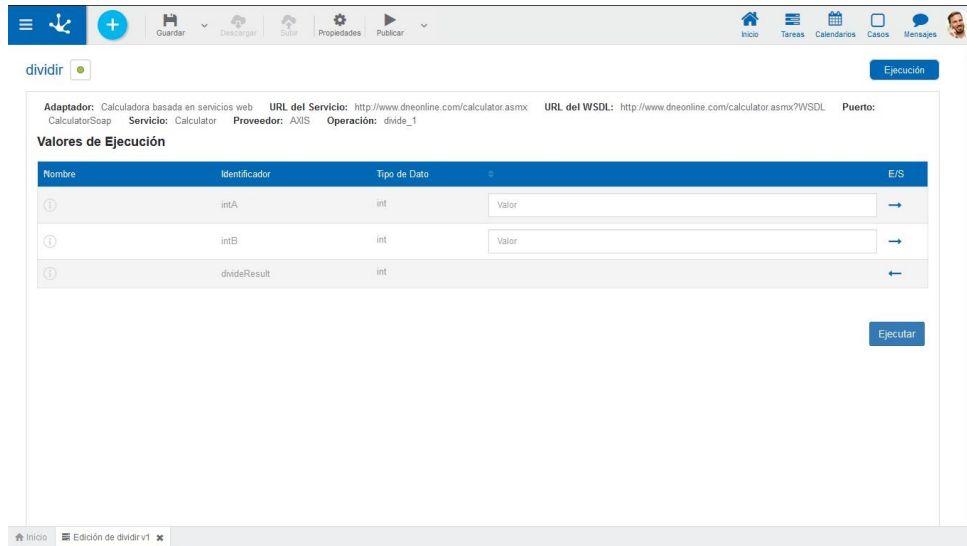 Guardar
Descargar
Subir
Propiedades
Publicar
Inicio
Tareas
Calendarios
Casos
Mensajes
dividir
Ejecución
Adaptador: Calculadora basada en servicios web URL del Servicio: http://www.dneonline.com/calculator.asmx URL del WSDL: http://www.dneonline.com/calculator.asmx?WSDL Puerto:
CalculatorSoap Servicio: Calculator Proveedor: AXIS Operación: divide_1
Valores de Ejecución
Nombre Identificador Tipo de Dato E/S
intA int Valor
intB int Valor
divideResult int
Ejecutar
Inicio Edición de dividir v1